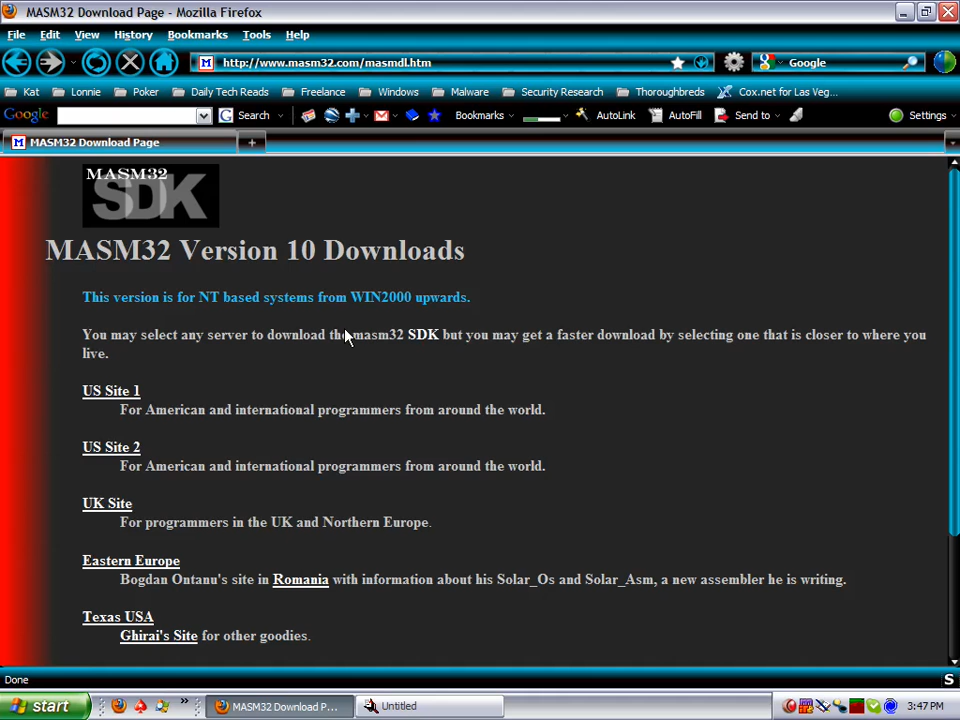 MASM32 Download Page - Mozilla Firefox
File Edit View History Bookmarks Tools Help
http://www.masm32.com/masmdl.htm Google
Kat Lonnie Poker Daily Tech Reads Freelance Windows Malware Security Research Thoroughbreds Cox.net for Las Veg...
Google Search Bookmarks AutoLink AutoFill Send to Settings
MASM32 Download Page
MASM32
SDK
MASM32 Version 10 Downloads
This version is for NT based systems from WIN2000 upwards.
You may select any server to download the masm32 SDK but you may get a faster download by selecting one that is closer to where you
live.
US Site 1
For American and international programmers from around the world.
US Site 2
For American and international programmers from around the world.
UK Site
For programmers in the UK and Northern Europe.
Eastern Europe
Bogdan Ontanu's site in Romania with information about his Solar_Os and Solar_Asm, a new assembler he is writing.
Texas USA
Ghirai's Site for other goodies.
Done
start MASM32 Download P... Untitled 3:47 PM